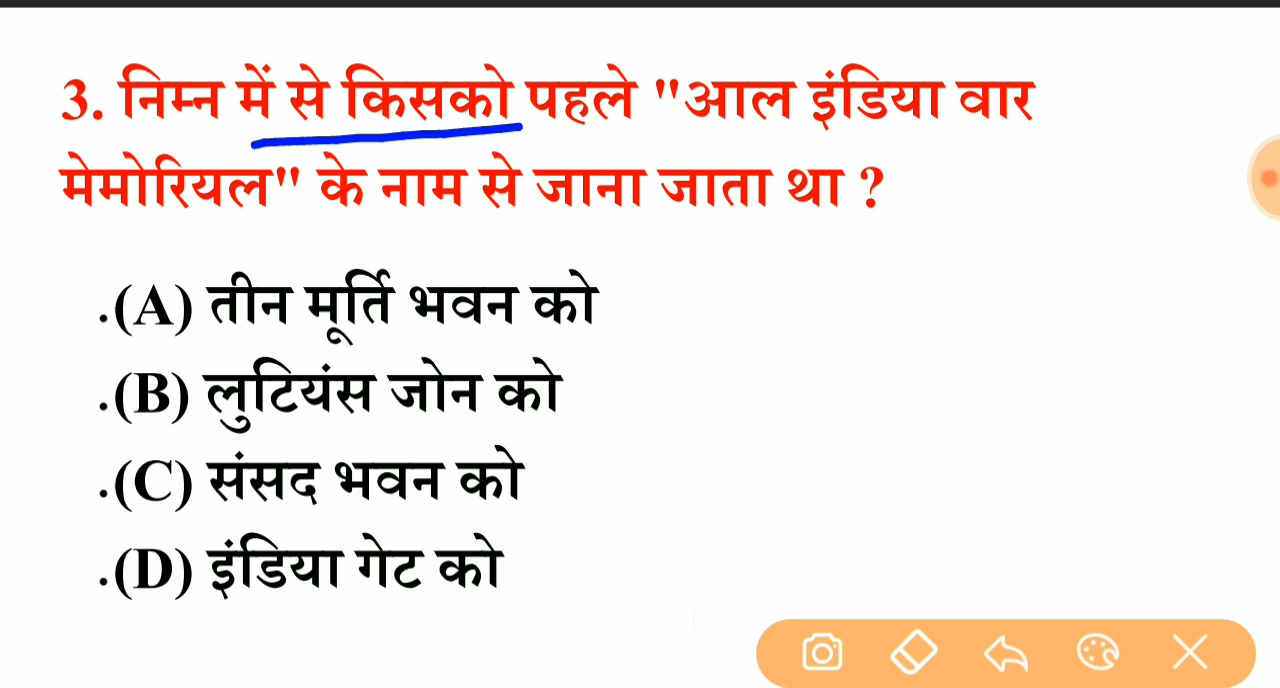 3. निम्न में से किसको पहले "आल इंडिया वार
मेमोरियल" के नाम से जाना जाता था ?
.(A) तीन मूर्ति भवन को
.(B) लुटियंस जोन को
.(C) संसद भवन को
.(D) इंडिया गेट को